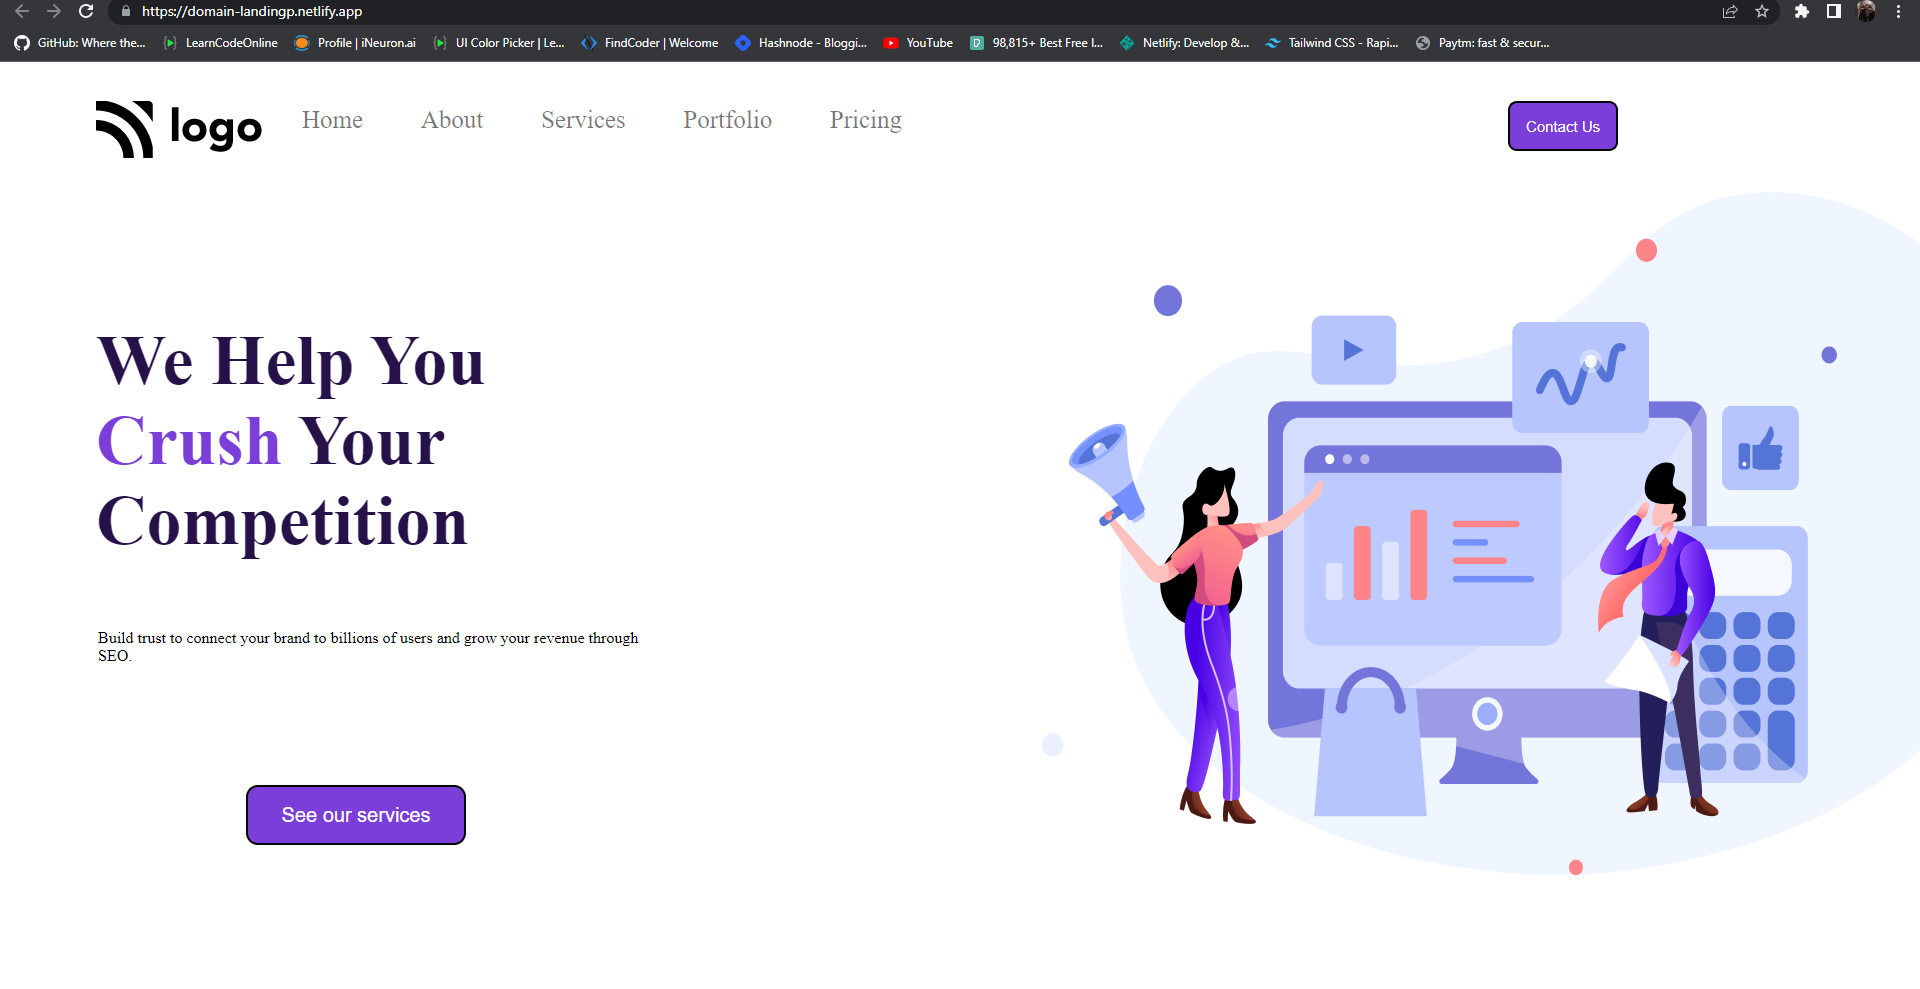 https://domain-landingp.netlify.app
GitHub: Where the... LearnCodeOnline Profile | iNeuron.ai UI Color Picker | Le... FindCoder | Welcome Hashnode - Bloggi... YouTube 98,815+ Best Free I... Netlify: Develop &... Tailwind CSS - Rapi... Paytm: fast & secur...
logo Home About Services Portfolio Pricing Contact Us
We Help You
Crush Your
Competition
Build trust to connect your brand to billions of users and grow your revenue through
SEO.
See our services